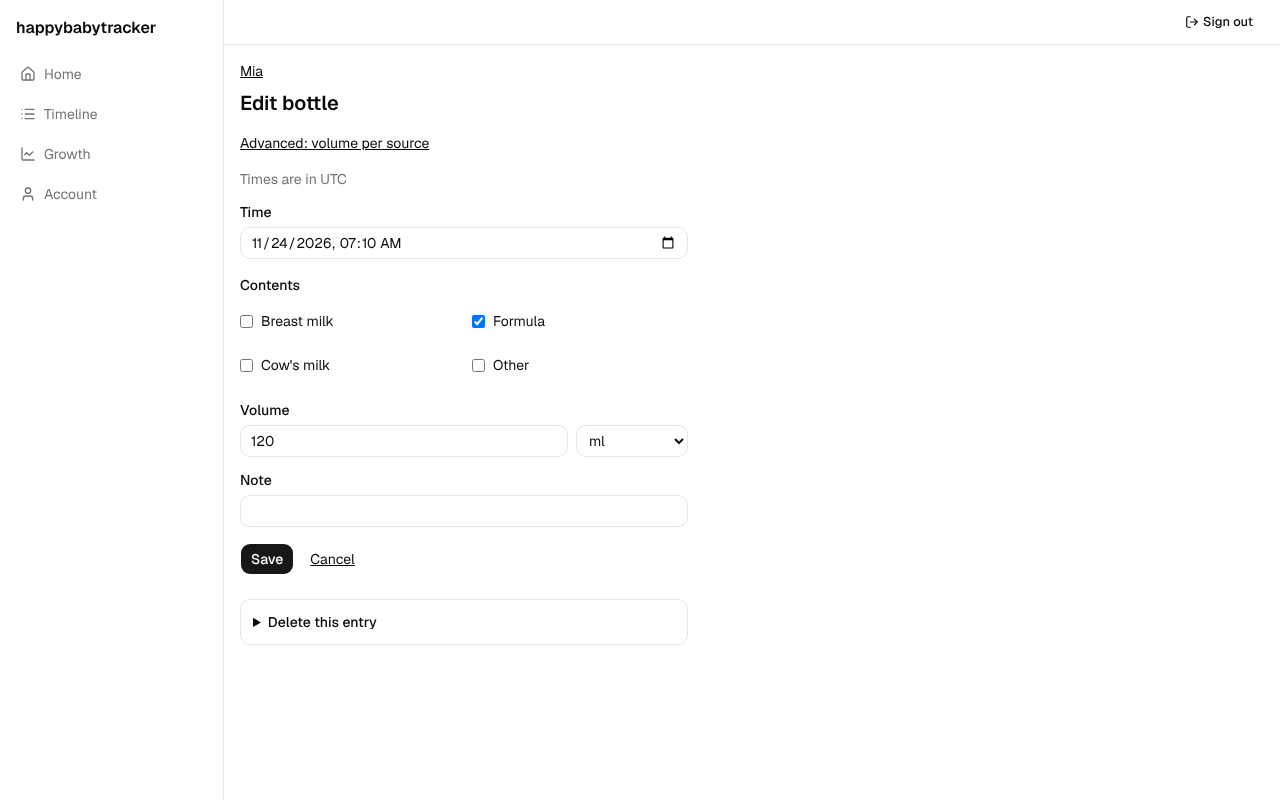 happybabytracker
Sign out
Home
Timeline
Growth
Account
Mia
Edit bottle
Advanced: volume per source
Times are in UTC
Time
11/24/2026, 07:10 AM
Contents
Breast milk
Formula
Cow's milk
Other
Volume
120
ml
Note
Save
Cancel
Delete this entry